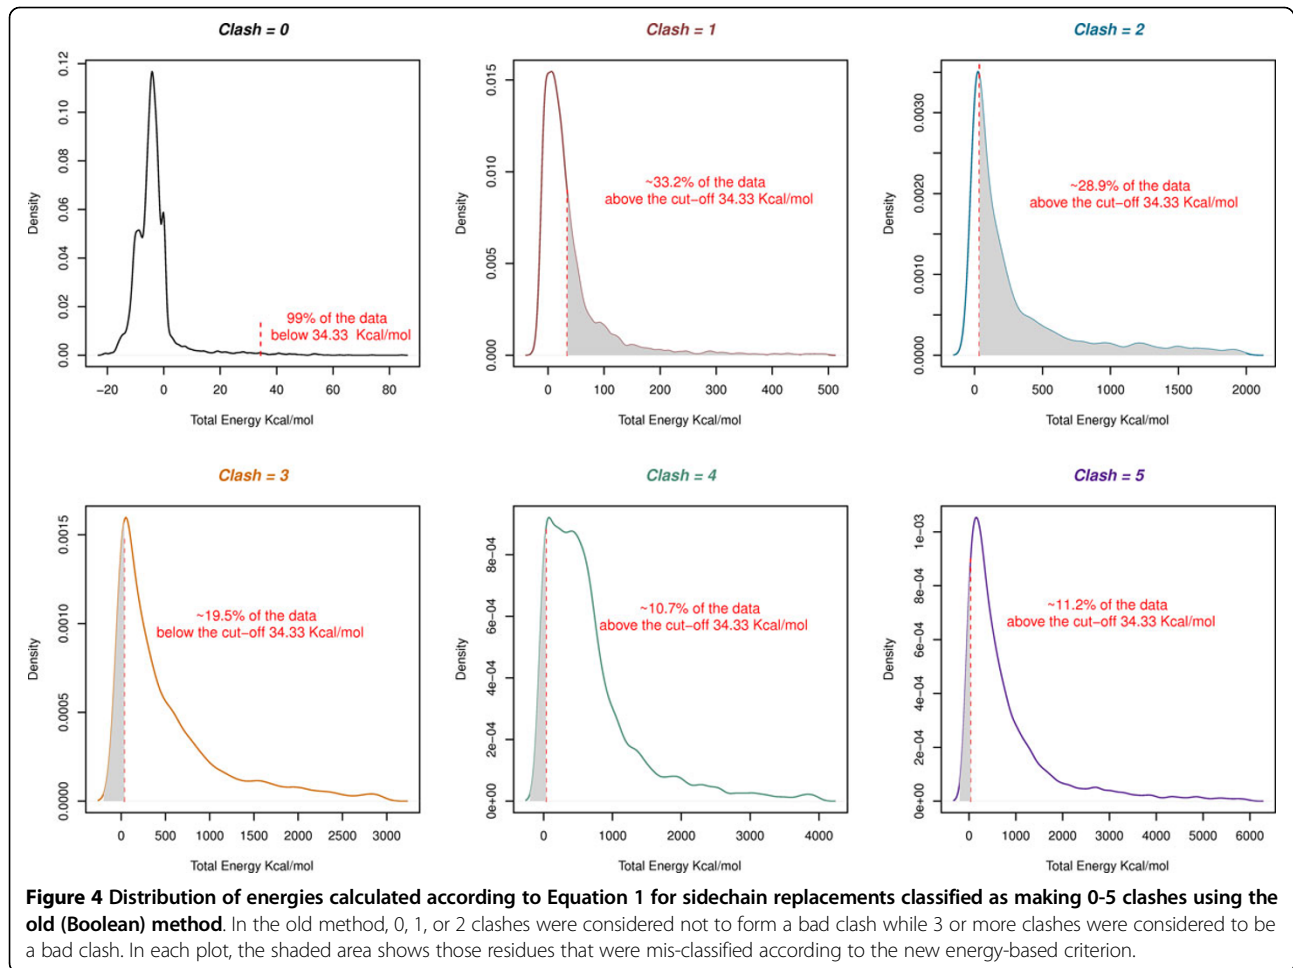 Clash = 0
0.00
0.02
0.04
0.06
0.08
0.10
0.12
Density
99% of the data
below 34.33 Kcal/mol
−20
0
20
40
60
80
Total Energy Kcal/mol
Clash = 1
0.000
0.005
0.010
0.015
Density
~33.2% of the data
above the cut−off 34.33 Kcal/mol
0
100
200
300
400
500
Total Energy Kcal/mol
Clash = 2
0.0000
0.0010
0.0020
0.0030
Density
~28.9% of the data
above the cut−off 34.33 Kcal/mol
0
500
1000
1500
2000
Total Energy Kcal/mol
Clash = 3
0.0000
0.0005
0.0010
0.0015
Density
~19.5% of the data
below the cut−off 34.33 Kcal/mol
0
500
1000
1500
2000
2500
3000
Total Energy Kcal/mol
Clash = 4
0e+00
2e−04
4e−04
6e−04
8e−04
Density
~10.7% of the data
above the cut−off 34.33 Kcal/mol
0
1000
2000
3000
4000
Total Energy Kcal/mol
Clash = 5
0e+00
2e−04
4e−04
6e−04
8e−04
1e−03
Density
~11.2% of the data
above the cut−off 34.33 Kcal/mol
0
1000
2000
3000
4000
5000
6000
Total Energy Kcal/mol
Figure 4 Distribution of energies calculated according to Equation 1 for sidechain replacements classified as making 0-5 clashes using the
old (Boolean) method. In the old method, 0, 1, or 2 clashes were considered not to form a bad clash while 3 or more clashes were considered to be
a bad clash. In each plot, the shaded area shows those residues that were mis-classified according to the new energy-based criterion.